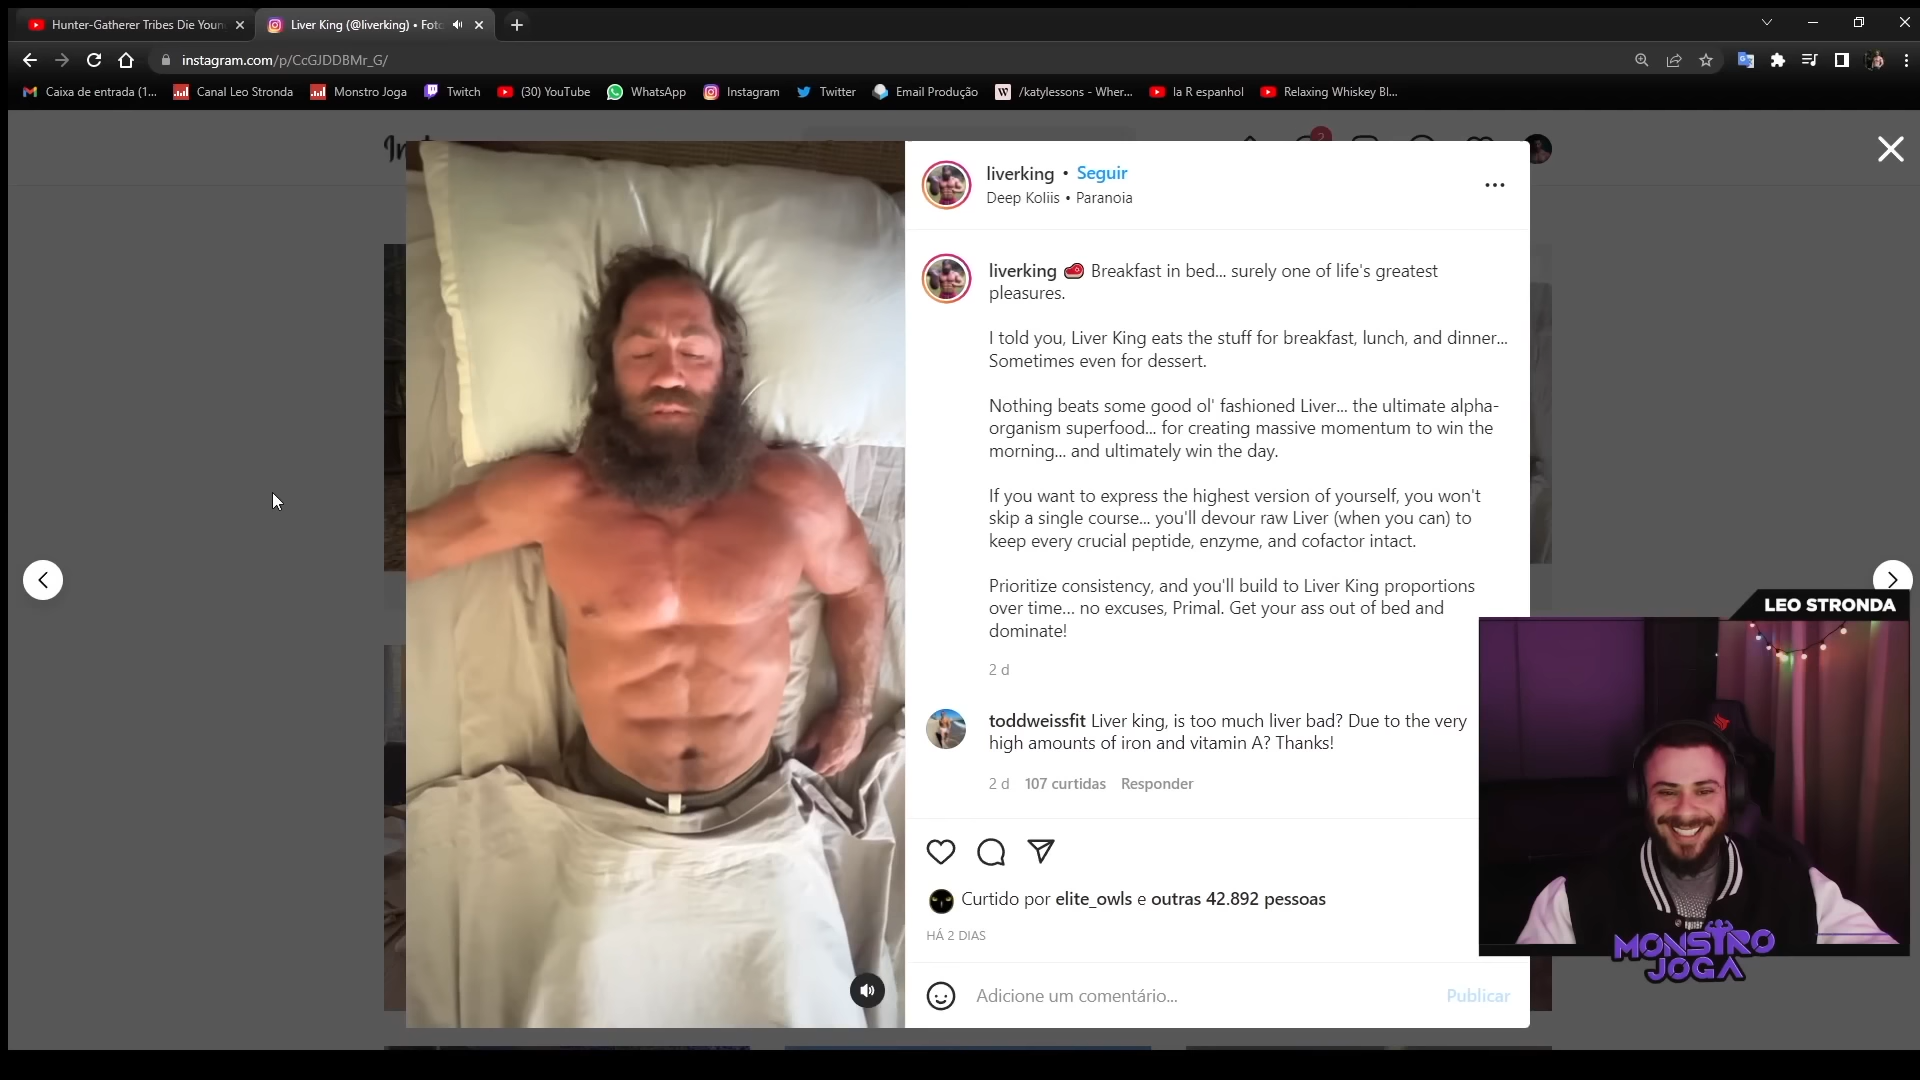 Hunter-Gatherer Tribes Die Youn
Liver King (@liverking) • Foto
instagram.com/p/CcGJDDBMr_G/
Caixa de entrada (1...
Canal Leo Stronda
Monstro Joga
Twitch
(30) YouTube
WhatsApp
Instagram
Twitter
Email Produção
/katylessons - Wher...
la R espanhol
Relaxing Whiskey Bl...
2
liverking • Seguir
Deep Koliis • Paranoia
liverking 🥩 Breakfast in bed... surely one of life's greatest
pleasures.
I told you, Liver King eats the stuff for breakfast, lunch, and dinner...
Sometimes even for dessert.
Nothing beats some good ol' fashioned Liver... the ultimate alpha-
organism superfood... for creating massive momentum to win the
morning... and ultimately win the day.
If you want to express the highest version of yourself, you won't
skip a single course... you'll devour raw Liver (when you can) to
keep every crucial peptide, enzyme, and cofactor intact.
Prioritize consistency, and you'll build to Liver King proportions
over time... no excuses, Primal. Get your ass out of bed and
dominate!
2 d
toddweissfit Liver king, is too much liver bad? Due to the very
high amounts of iron and vitamin A? Thanks!
2 d 107 curtidas Responder
Curtido por elite_owls e outras 42.892 pessoas
HÁ 2 DIAS
Adicione um comentário...
Publicar
LEO STRONDA
MONSTRO
JOGA